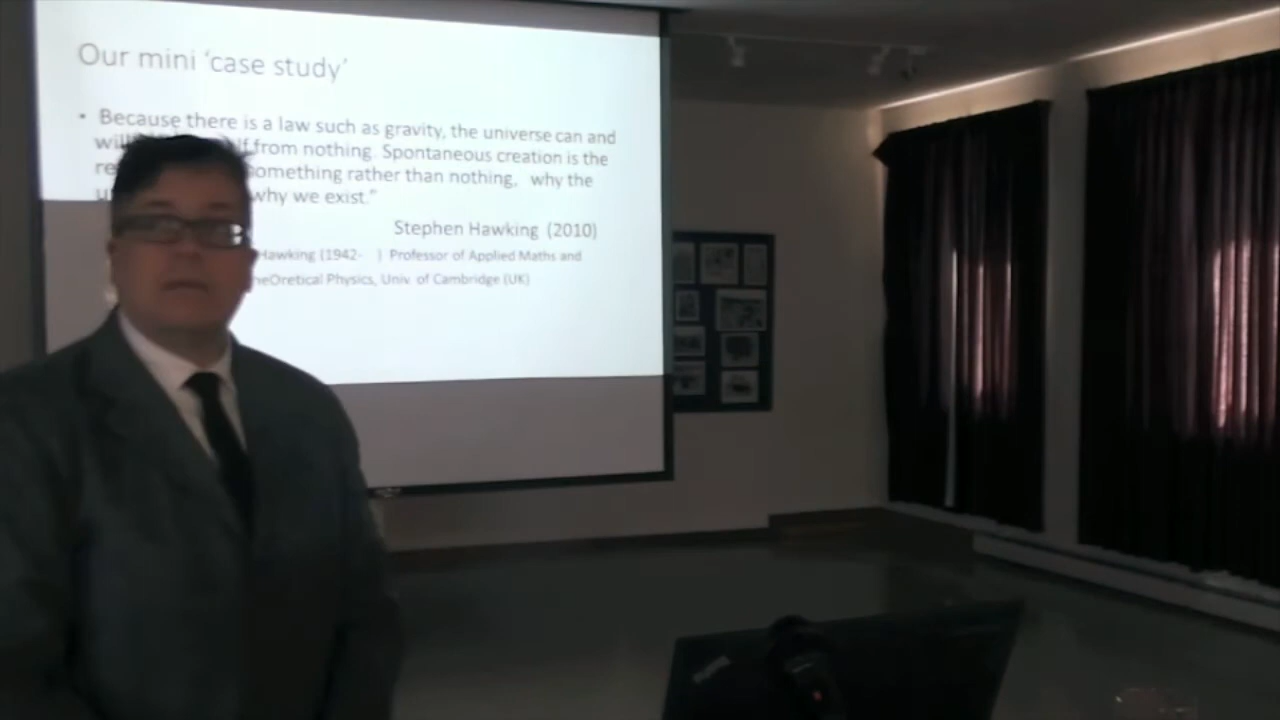 Our mini 'case study'
• Because there is a law such as gravity, the universe can and
will from nothing. Spontaneous creation is the
something rather than nothing, why the
why we exist."
Stephen Hawking (2010)
Hawking (1942- ) Professor of Applied Maths and
heOretical Physics, Univ. of Cambridge (UK)